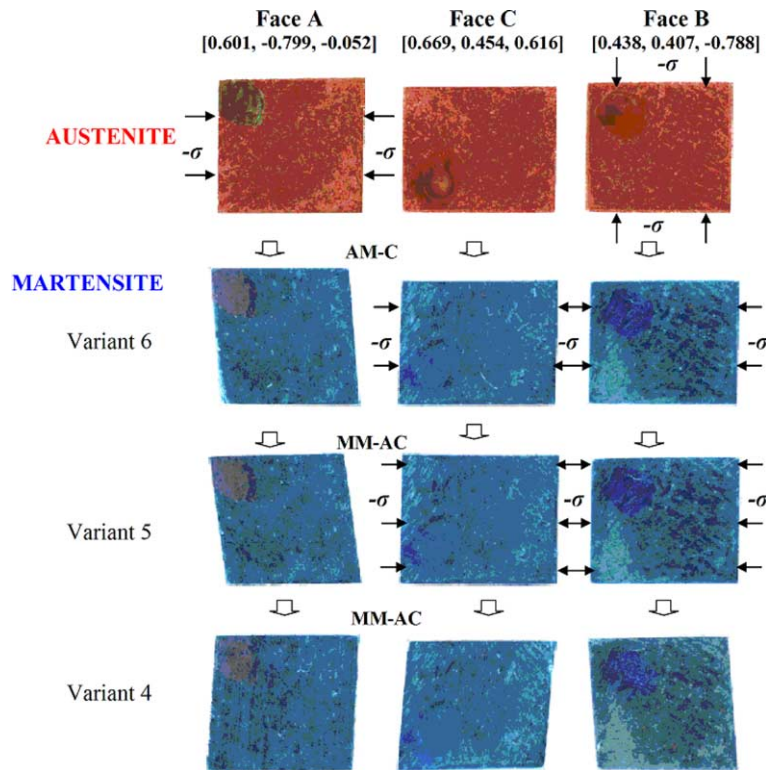 Face A Face C Face B
[0.601, -0.799, -0.052] [0.669, 0.454, 0.616] [0.438, 0.407, -0.788]
-σ
AUSTENITE
-σ -σ
-σ
AM-C
MARTENSITE
Variant 6
-σ -σ -σ
MM-AC
Variant 5
-σ -σ -σ
MM-AC
Variant 4